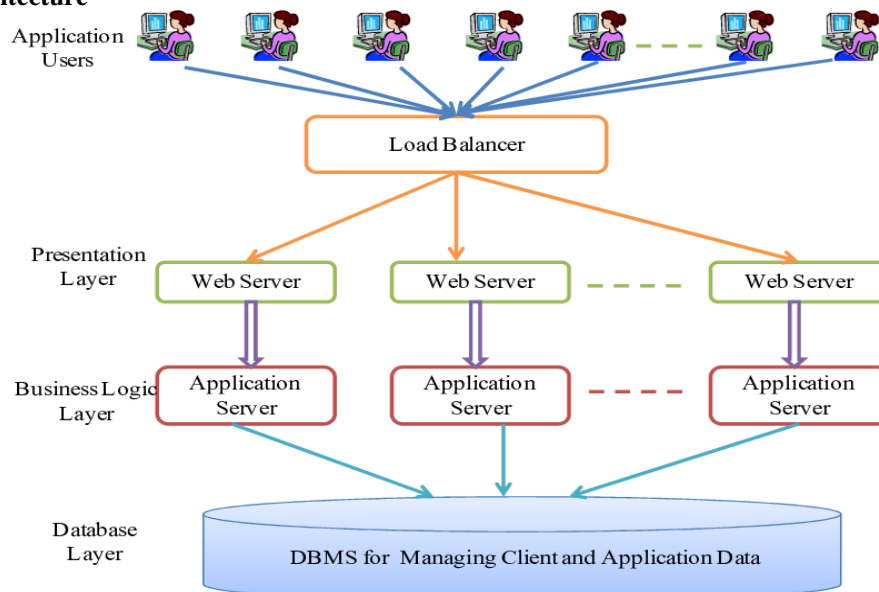 Application
Users
Load Balancer
Presentation
Layer
Web Server
Web Server
Web Server
Business Logic
Layer
Application
Server
Application
Server
Application
Server
Database
Layer
DBMS for Managing Client and Application Data